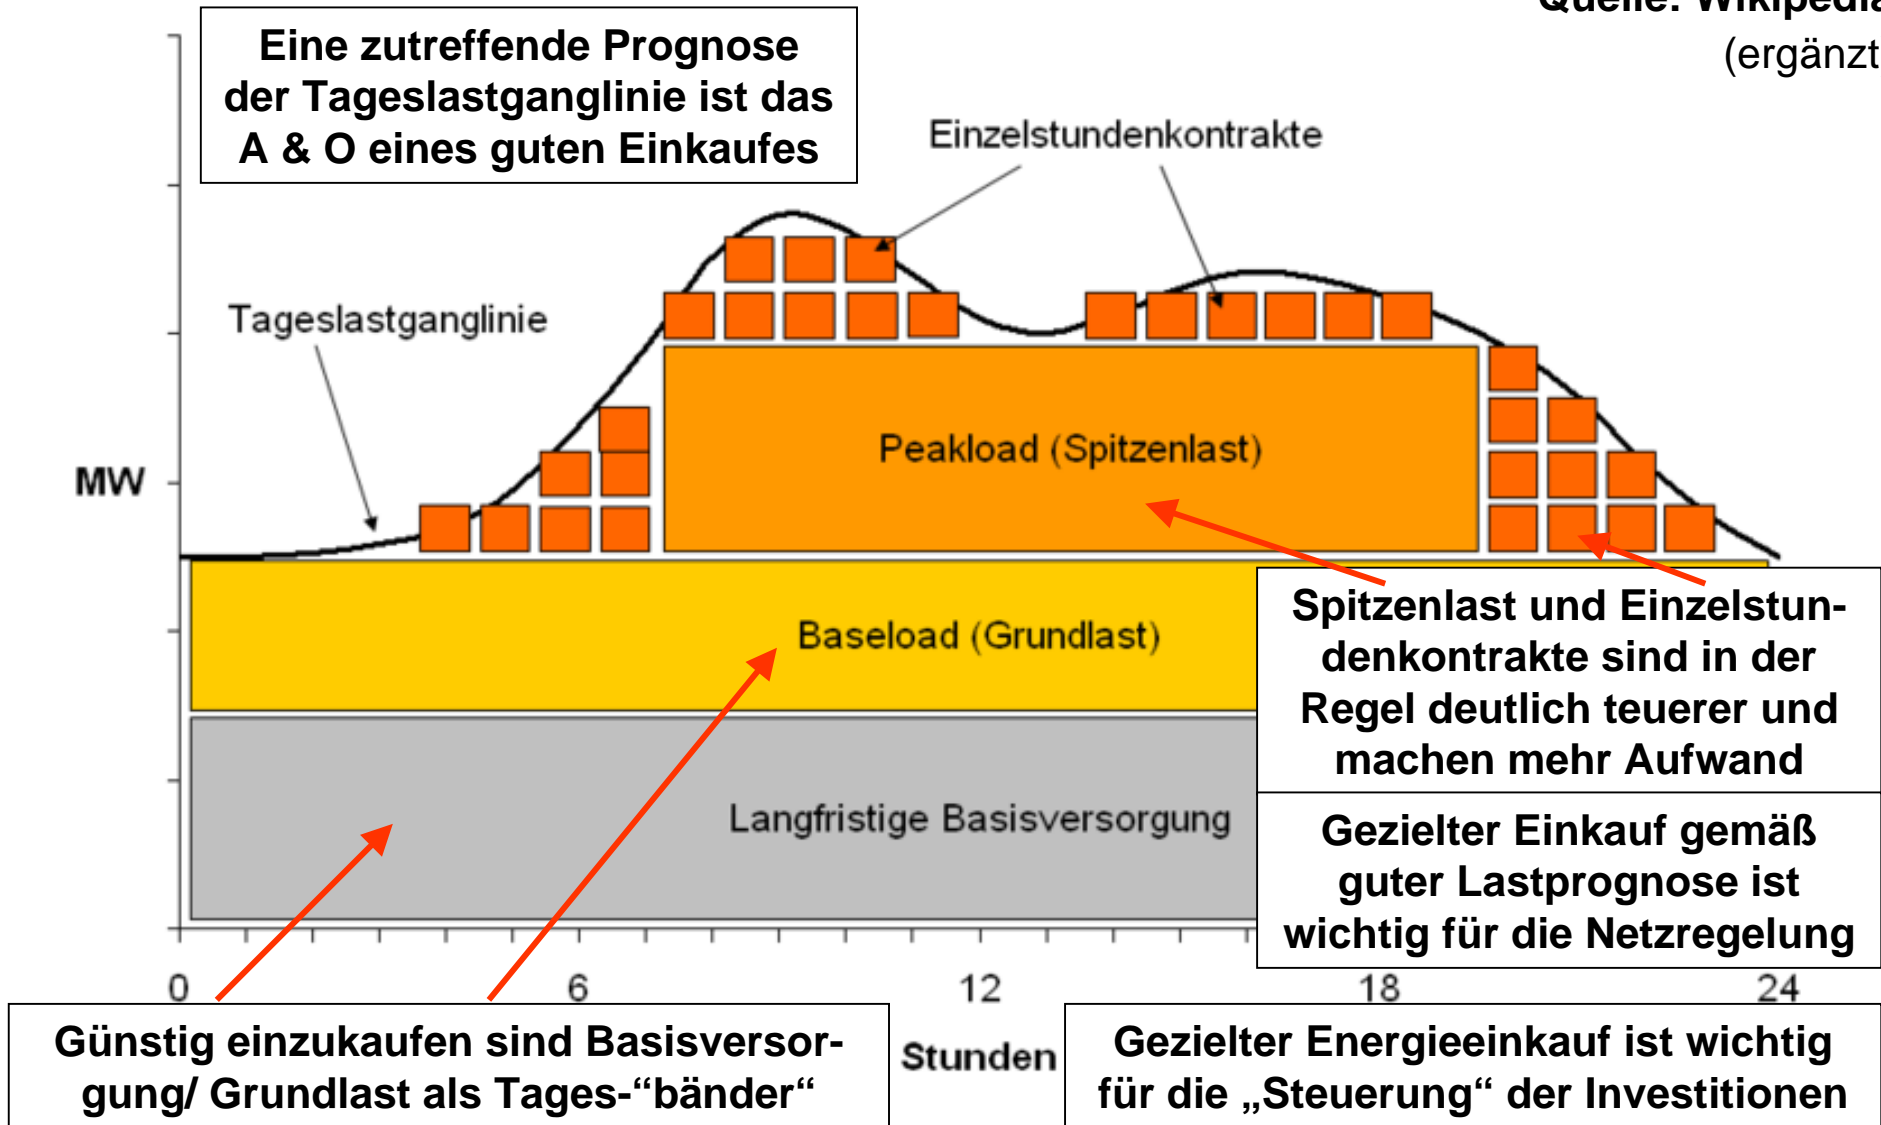 Quelle: Wikipedia
(ergänzt
Eine zutreffende Prognose
der Tageslastganglinie ist das
A & O eines guten Einkaufes
Einzelstundenkontrakte
Tageslastganglinie
MW
Peakload (Spitzenlast)
Baseload (Grundlast)
Spitzenlast und Einzelstun-
denkontrakte sind in der
Regel deutlich teuerer und
machen mehr Aufwand
Langfristige Basisversorgung
Gezielter Einkauf gemäß
guter Lastprognose ist
wichtig für die Netzregelung
0 6 12 18 24
Stunden
Günstig einzukaufen sind Basisversor-
gung/ Grundlast als Tages-“bänder“
Gezielter Energieeinkauf ist wichtig
für die „Steuerung“ der Investitionen